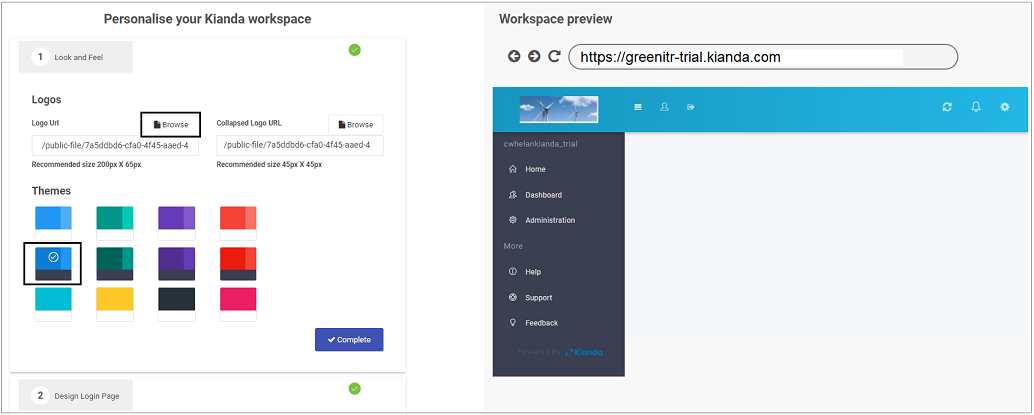 Personalise your Kianda workspace
1 Look and Feel
Logos
Logo Url Browse Collapsed Logo URL Browse
/public-file/7a5ddbd6-cfa0-4f45-aaed-4 /public-file/7a5ddbd6-cfa0-4f45-aaed-4
Recommended size 200px X 65px Recommended size 45px X 45px
Themes
Complete
2 Design Login Page
Workspace preview
https://greenitr-trial.kianda.com
cwhelankianda_trial
Home
Dashboard
Administration
More
Help
Support
Feedback
Powered By Kianda